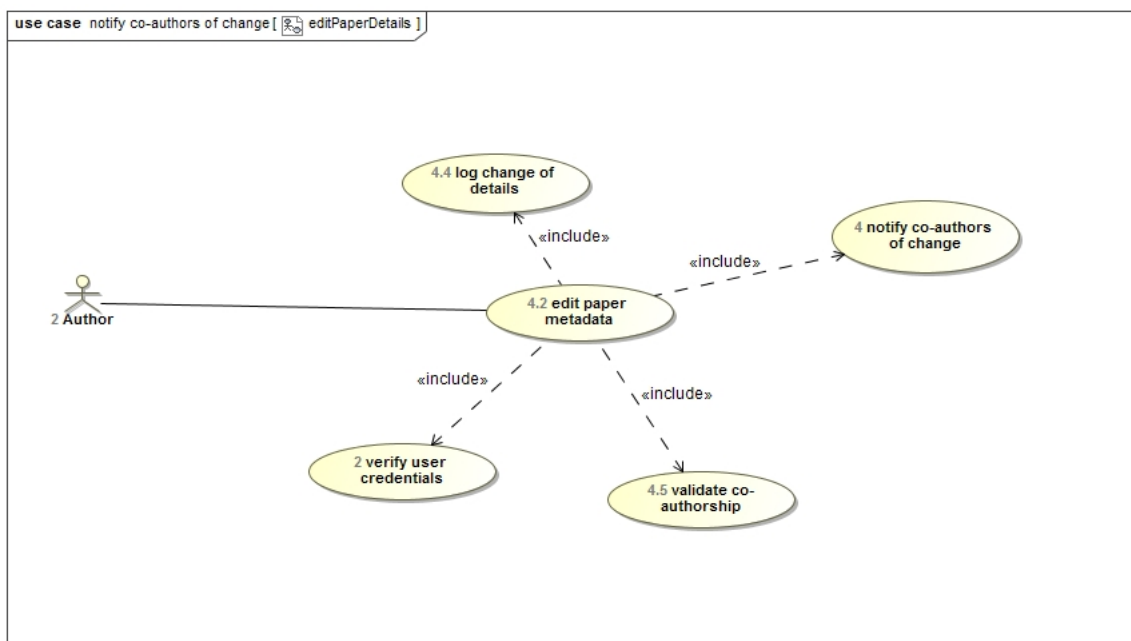 use case notify co-authors of change [ editPaperDetails ]
4.4 log change of
details
«include»
4 notify co-authors
of change
«include»
4.2 edit paper
metadata
2 Author
«include»
«include»
2 verify user
credentials
4.5 validate co-
authorship